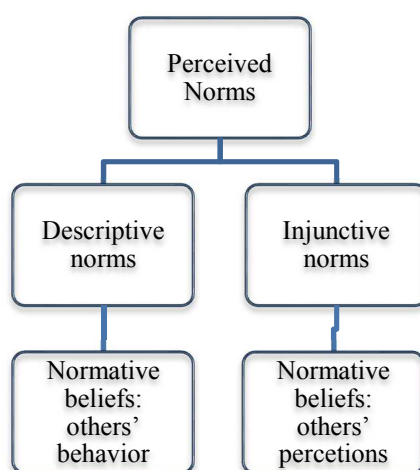 Perceived
Norms
Descriptive
norms
Injunctive
norms
Normative
beliefs:
others’
behavior
Normative
beliefs:
others’
percetions